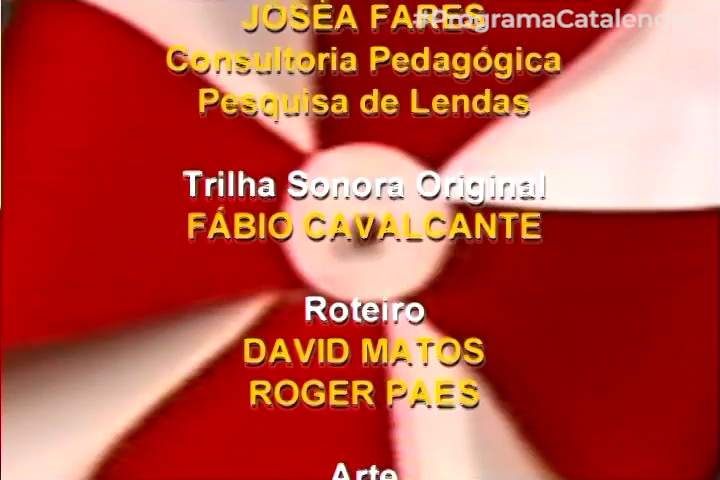 #ProgramaCatalendas
JOSÉA FARES
Consultoria Pedagógica
Pesquisa de Lendas
Trilha Sonora Original
FÁBIO CAVALCANTE
Roteiro
DAVID MATOS
ROGER PAES
Arte